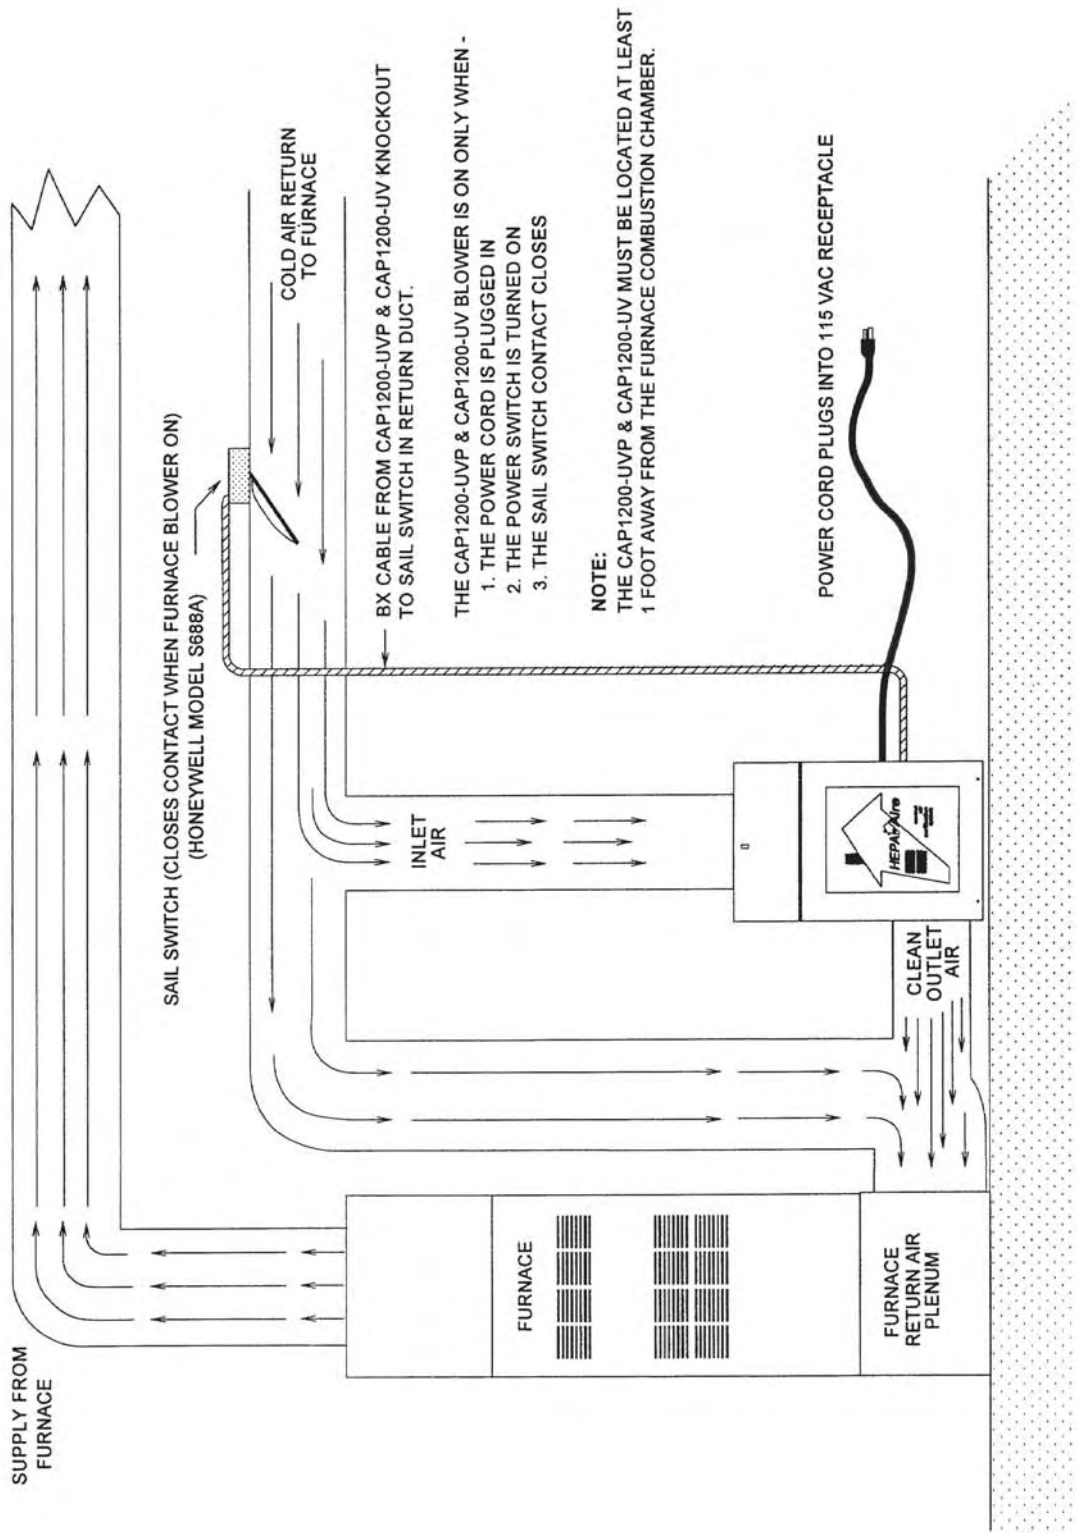 SUPPLY FROM
FURNACE
SAIL SWITCH (CLOSES CONTACT WHEN FURNACE BLOWER ON)
(HONEYWELL MODEL S688A)
COLD AIR RETURN
TO FURNACE
BX CABLE FROM CAP1200-UVP & CAP1200-UV KNOCKOUT
TO SAIL SWITCH IN RETURN DUCT.
THE CAP1200-UVP & CAP1200-UV BLOWER IS ON ONLY WHEN -
1. THE POWER CORD IS PLUGGED IN
2. THE POWER SWITCH IS TURNED ON
3. THE SAIL SWITCH CONTACT CLOSES
NOTE:
THE CAP1200-UVP & CAP1200-UV MUST BE LOCATED AT LEAST
1 FOOT AWAY FROM THE FURNACE COMBUSTION CHAMBER.
INLET
AIR
FURNACE
POWER CORD PLUGS INTO 115 VAC RECEPTACLE
HEPA Aire
CLEAN
OUTLET
AIR
FURNACE
RETURN AIR
PLENUM